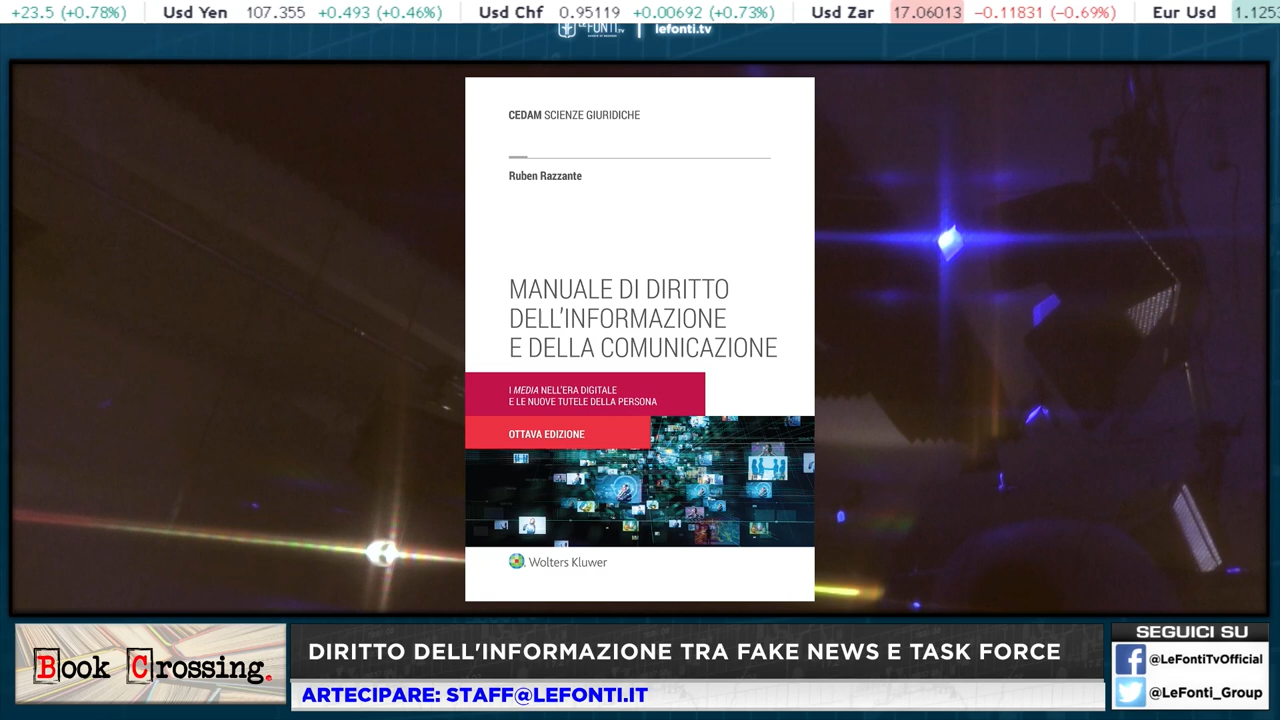 +23.5 (+0.78%) Usd Yen 107.355 +0.493 (+0.46%) Usd Chf 0.95119 +0.00692 (+0.73%) Usd Zar 17.06013 −0.11831 (−0.69%) Eur Usd
LE FONTI.TV lefonti.tv
CEDAM SCIENZE GIURIDICHE
Ruben Razzante
MANUALE DI DIRITTO
DELL'INFORMAZIONE
E DELLA COMUNICAZIONE
I MEDIA NELL'ERA DIGITALE
E LE NUOVE TUTELE DELLA PERSONA
OTTAVA EDIZIONE
Wolters Kluwer
Book Crossing.
DIRITTO DELL'INFORMAZIONE TRA FAKE NEWS E TASK FORCE
ARTECIPARE: STAFF@LEFONTI.IT
SEGUICI SU
@LeFontiTvOfficial
@LeFonti_Group